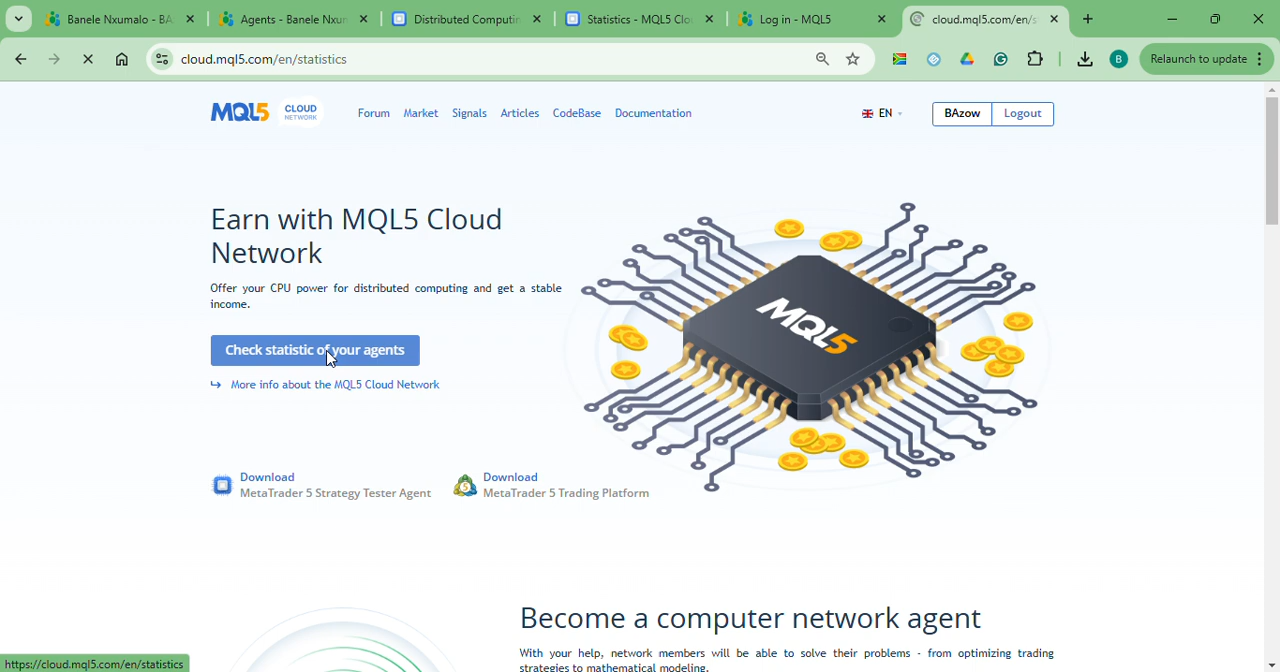 Banele Nxumalo - BA
Agents - Banele Nxum
Distributed Computin
Statistics - MQL5 Clou
Log in - MQL5
cloud.mql5.com/en/s
cloud.mql5.com/en/statistics
B
Relaunch to update
MQL5
CLOUD
NETWORK
Forum
Market
Signals
Articles
CodeBase
Documentation
EN
BAzow
Logout
Earn with MQL5 Cloud
Network
Offer your CPU power for distributed computing and get a stable
income.
Check statistic of your agents
More info about the MQL5 Cloud Network
MQL5
Download
MetaTrader 5 Strategy Tester Agent
Download
MetaTrader 5 Trading Platform
Become a computer network agent
With your help, network members will be able to solve their problems - from optimizing trading
strategies to mathematical modeling.
https://cloud.mql5.com/en/statistics